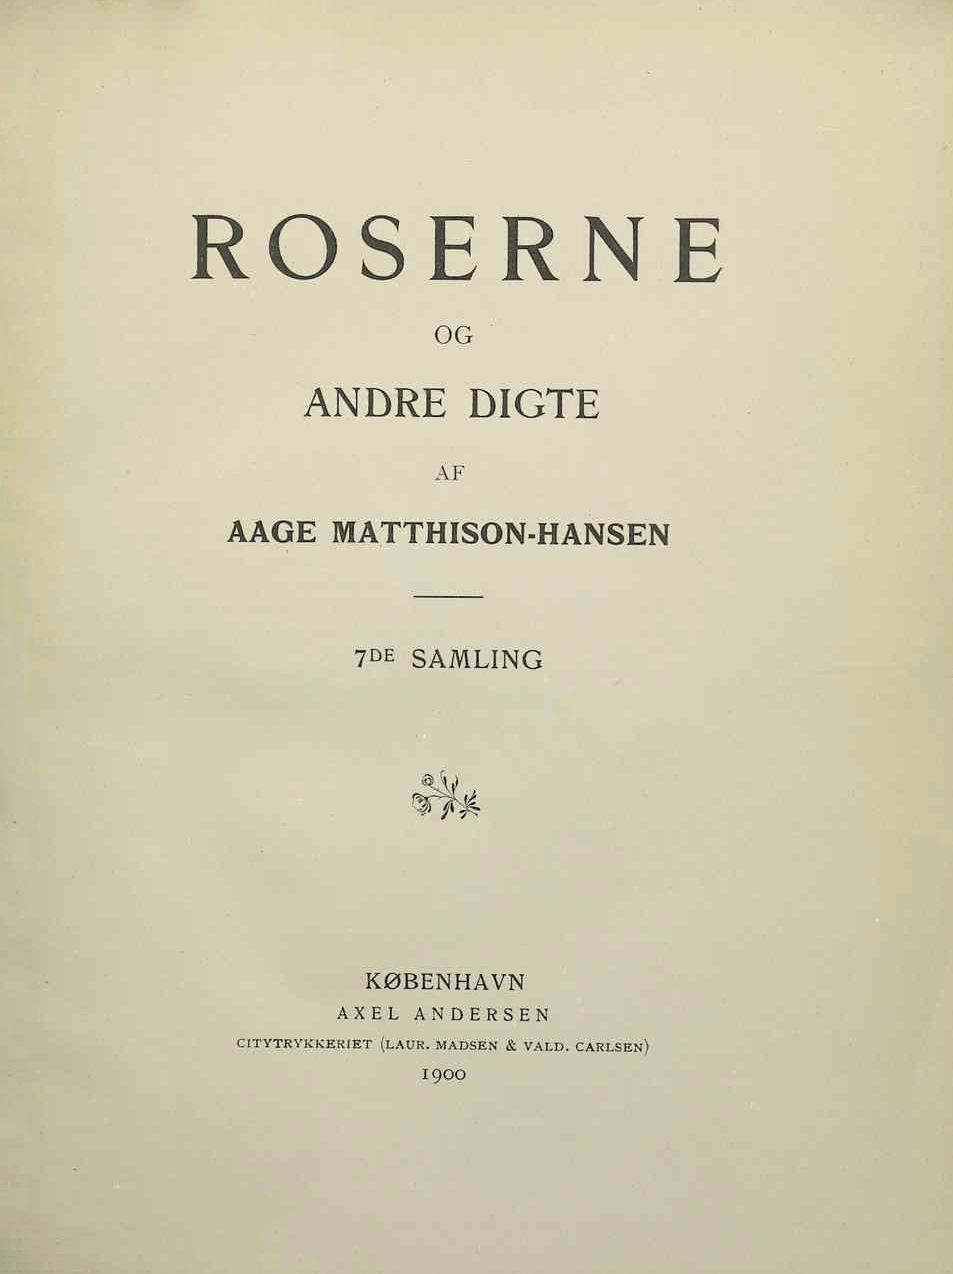 ROSERNE
OG
ANDRE DIGTE
AF
AAGE MATTHISON-HANSEN
7DE SAMLING
KØBENHAVN
AXEL ANDERSEN
CITYTRYKKERIET (LAUR. MADSEN & VALD. CARLSEN)
1900